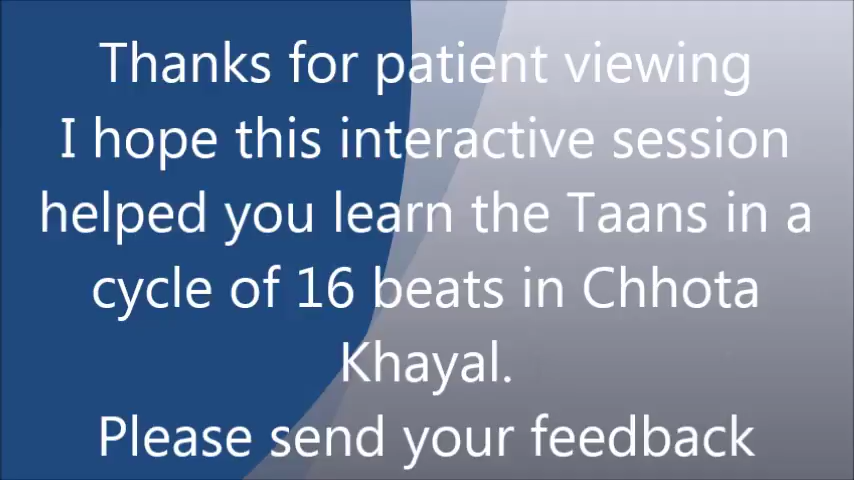 Thanks for patient viewing
I hope this interactive session
helped you learn the Taans in a
cycle of 16 beats in Chhota
Khayal.
Please send your feedback